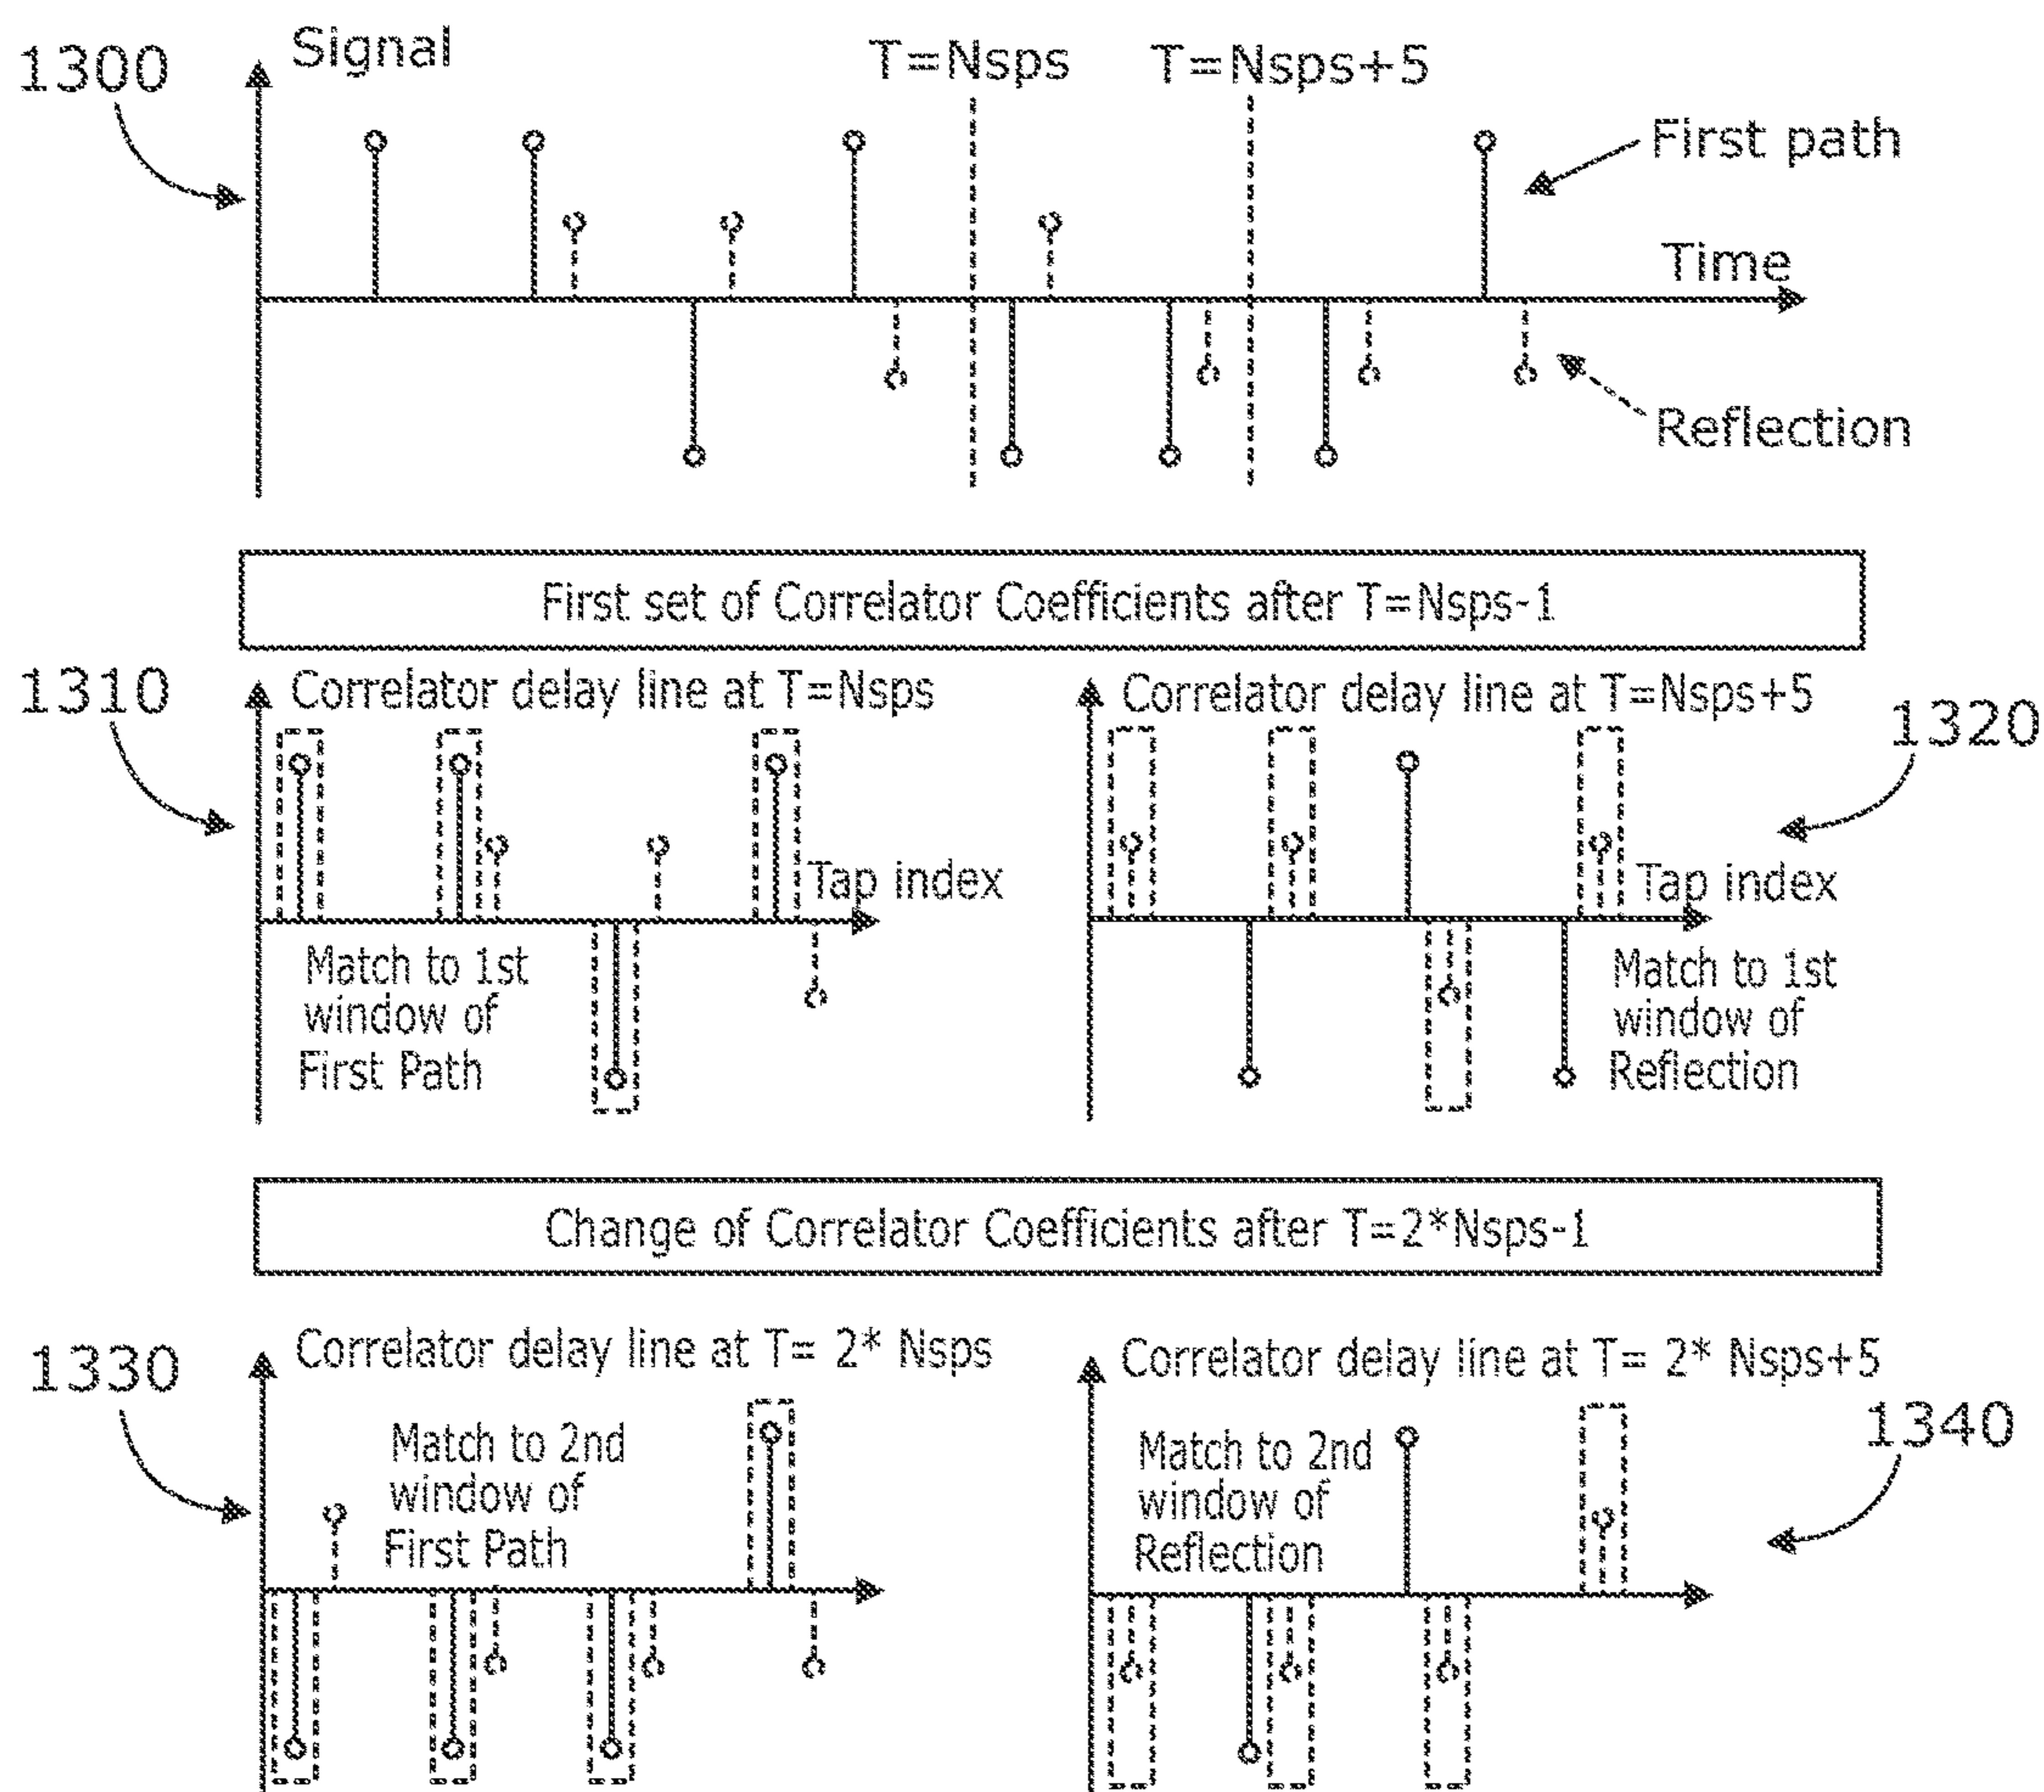 1300
Signal
T=Nsps
T=Nsps+5
First path
Time
Reflection
First set of Correlator Coefficients after T=Nsps-1
1310
Correlator delay line at T=Nsps
Correlator delay line at T=Nsps+5
1320
Tap index
Tap index
Match to 1st
window of
First Path
Match to 1st
window of
Reflection
Change of Correlator Coefficients after T=2*Nsps-1
1330
Correlator delay line at T= 2* Nsps
Correlator delay line at T= 2* Nsps+5
1340
Match to 2nd
window of
First Path
Match to 2nd
window of
Reflection